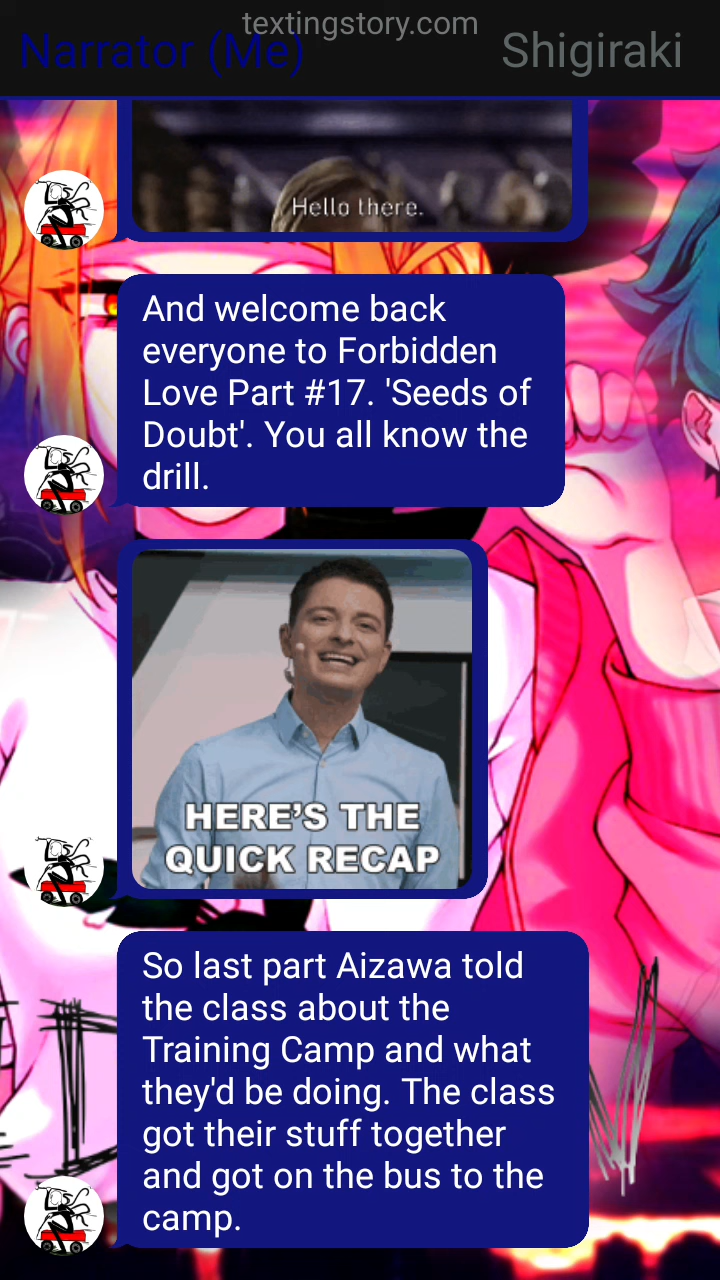 textingstory.com
Narrator (Me) Shigiraki
Hello there.
And welcome back
everyone to Forbidden
Love Part #17. 'Seeds of
Doubt'. You all know the
drill.
HERE'S THE
QUICK RECAP
So last part Aizawa told
the class about the
Training Camp and what
they'd be doing. The class
got their stuff together
and got on the bus to the
camp.